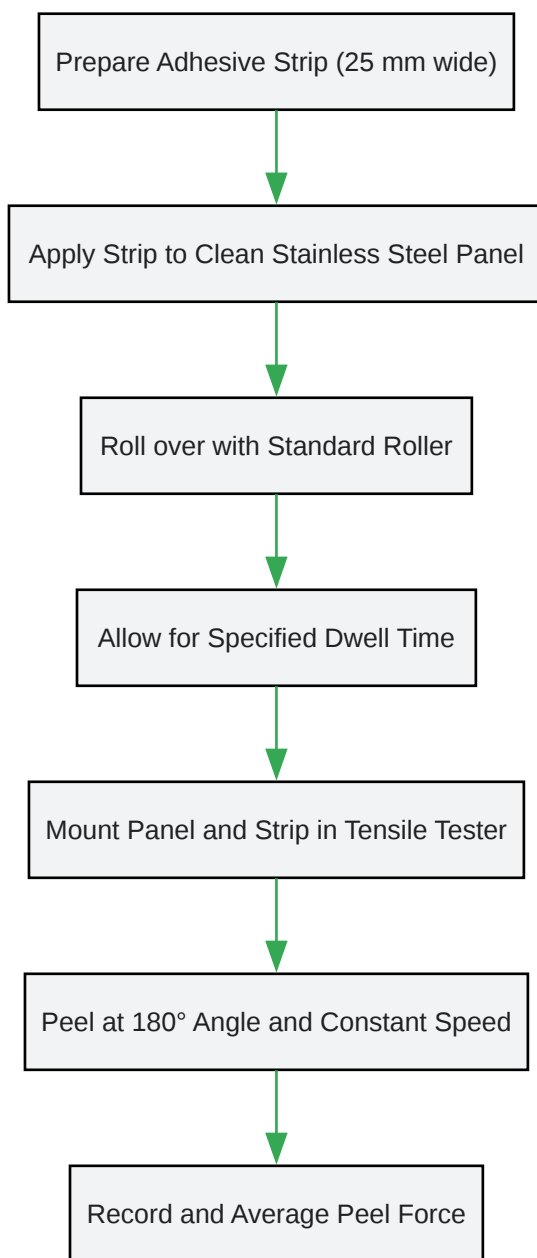 Prepare Adhesive Strip (25 mm wide)
Apply Strip to Clean Stainless Steel Panel
Roll over with Standard Roller
Allow for Specified Dwell Time
Mount Panel and Strip in Tensile Tester
Peel at 180° Angle and Constant Speed
Record and Average Peel Force